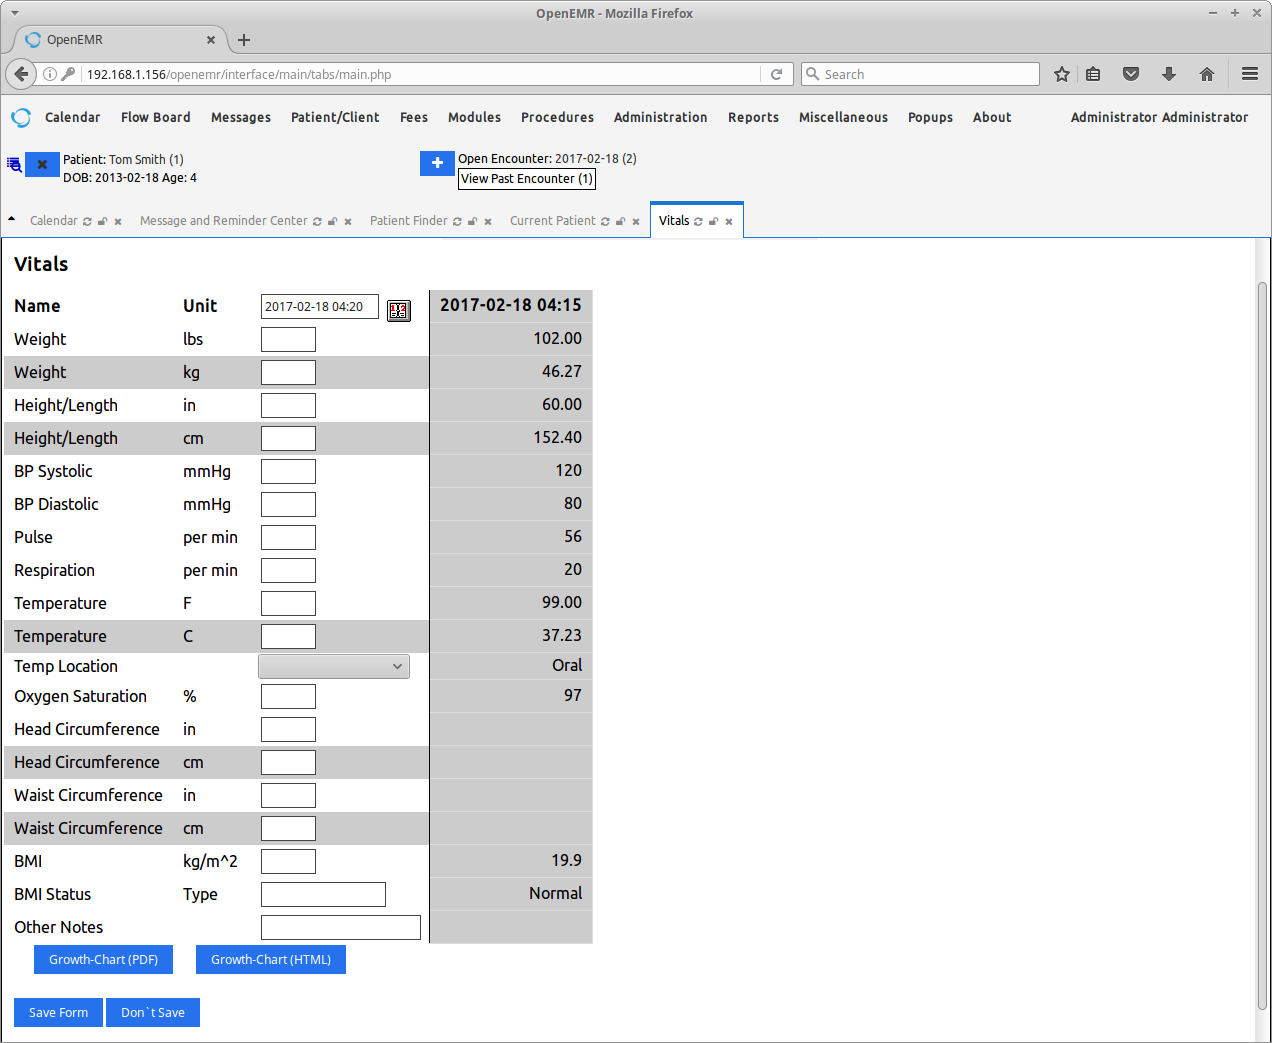 OpenEMR - Mozilla Firefox
OpenEMR
192.168.1.156/openemr/interface/main/tabs/main.php
Search
Calendar Flow Board Messages Patient/Client Fees Modules Procedures Administration Reports Miscellaneous Popups About Administrator Administrator
Patient: Tom Smith (1) Open Encounter: 2017-02-18 (2)
DOB: 2013-02-18 Age: 4 View Past Encounter (1)
Calendar Message and Reminder Center Patient Finder Current Patient Vitals
Vitals
Name Unit 2017-02-18 04:20 2017-02-18 04:15
Weight lbs 102.00
Weight kg 46.27
Height/Length in 60.00
Height/Length cm 152.40
BP Systolic mmHg 120
BP Diastolic mmHg 80
Pulse per min 56
Respiration per min 20
Temperature F 99.00
Temperature C 37.23
Temp Location Oral
Oxygen Saturation % 97
Head Circumference in
Head Circumference cm
Waist Circumference in
Waist Circumference cm
BMI kg/m^2 19.9
BMI Status Type Normal
Other Notes
Growth-Chart (PDF) Growth-Chart (HTML)
Save Form Don`t Save